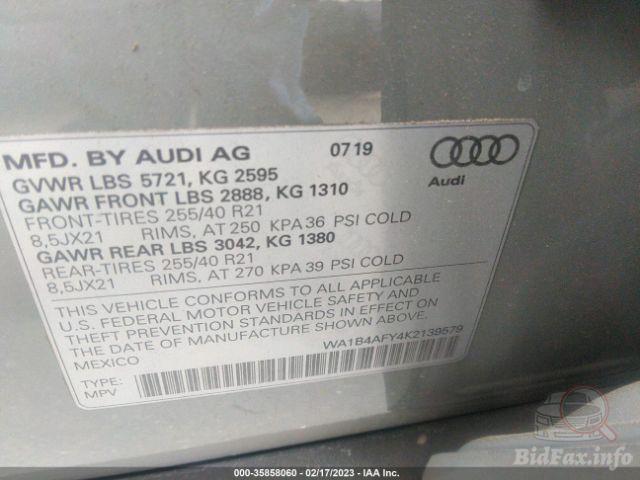 MFD. BY AUDI AG 07 19
GVWR LBS 5721, KG 2595
GAWR FRONT LBS 2888, KG 1310
FRONT-TIRES 255/40 R21
8,5JX21 RIMS, AT 250 KPA 36 PSI COLD
GAWR REAR LBS 3042, KG 1380
REAR-TIRES 255/40 R21
8,5JX21 RIMS, AT 270 KPA 39 PSI COLD
Audi
THIS VEHICLE CONFORMS TO ALL APPLICABLE
U.S. FEDERAL MOTOR VEHICLE SAFETY AND
THEFT PREVENTION STANDARDS IN EFFECT ON
THE DATE OF MANUFACTURE SHOWN ABOVE.
MEXICO
WA1B4AFY4K2139579
TYPE:
MPV
BidFax.info
000-35858060 - 02/17/2023 - IAA Inc.